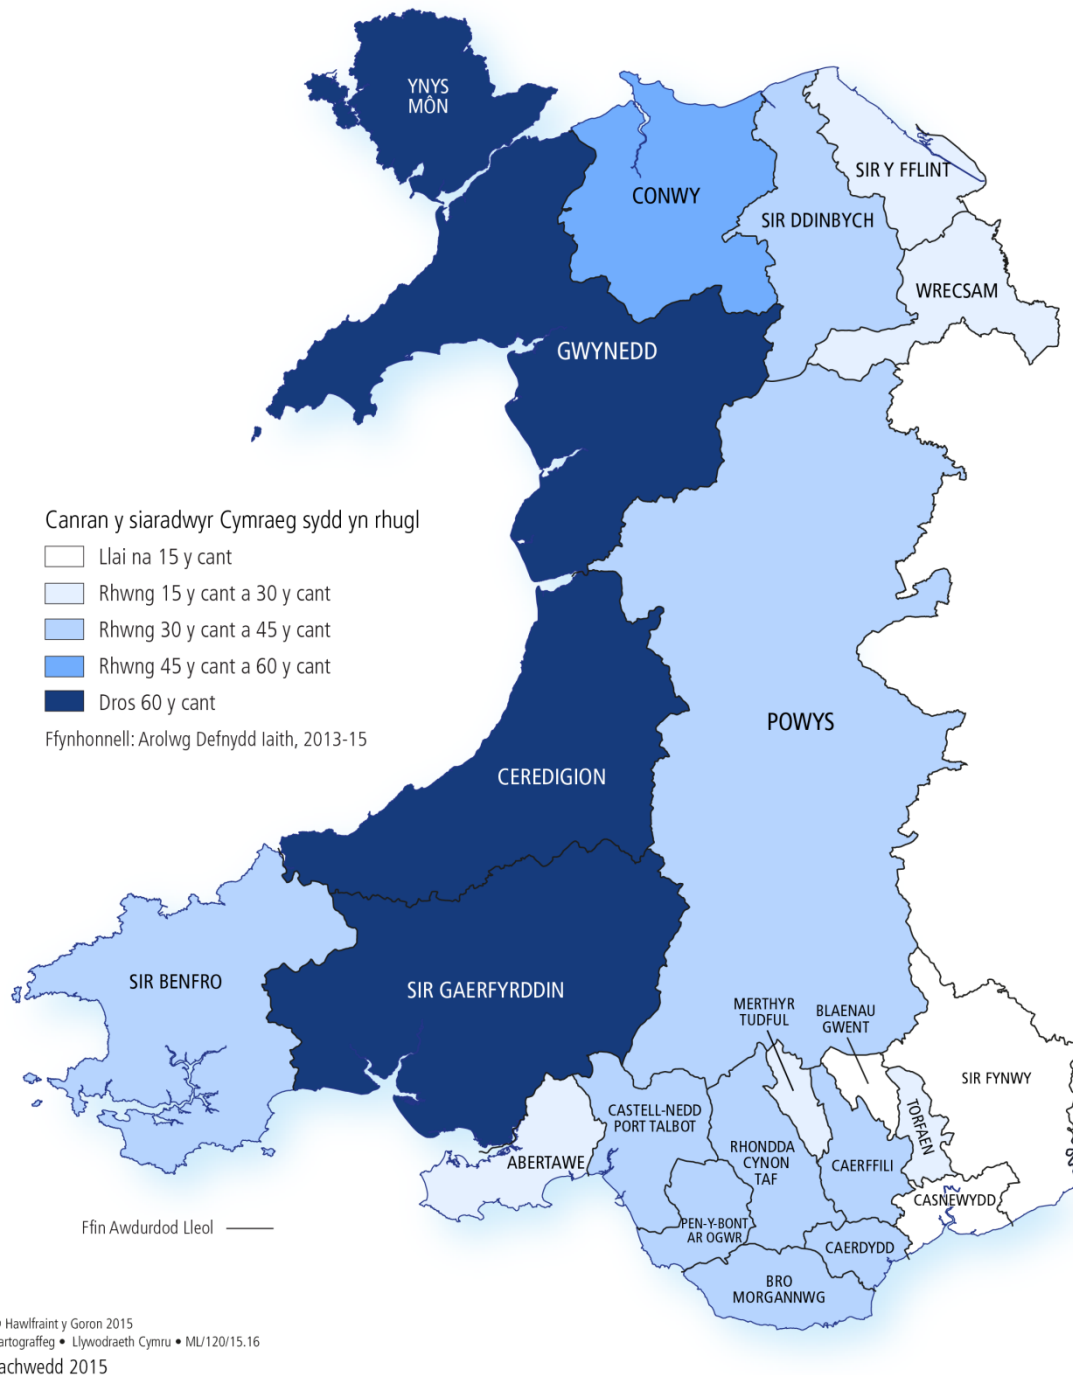 YNYS
MÔN
CONWY
SIR Y FFLINT
SIR DDINBYCH
WRECSAM
GWYNEDD
Canran y siaradwyr Cymraeg sydd yn rhugl
Llai na 15 y cant
Rhwng 15 y cant a 30 y cant
Rhwng 30 y cant a 45 y cant
Rhwng 45 y cant a 60 y cant
Dros 60 y cant
Ffynhonnell: Arolwg Defnydd Iaith, 2013-15
POWYS
CEREDIGION
SIR BENFRO
SIR GAERFYRDDIN
MERTHYR
TUDFUL
BLAENAU
GWENT
SIR FYNWY
CASTELL-NEDD
PORT TALBOT
TORFAEN
RHONDDA
CYNON
TAF
ABERTAWE
CAERFFILI
CASNEWYDD
PEN-Y-BONT
AR OGWR
CAERDYDD
BRO
MORGANNWG
Ffin Awdurdod Lleol
Hawlfraint y Goron 2015
artograffeg • Llywodraeth Cymru • ML/120/15.16
achwedd 2015